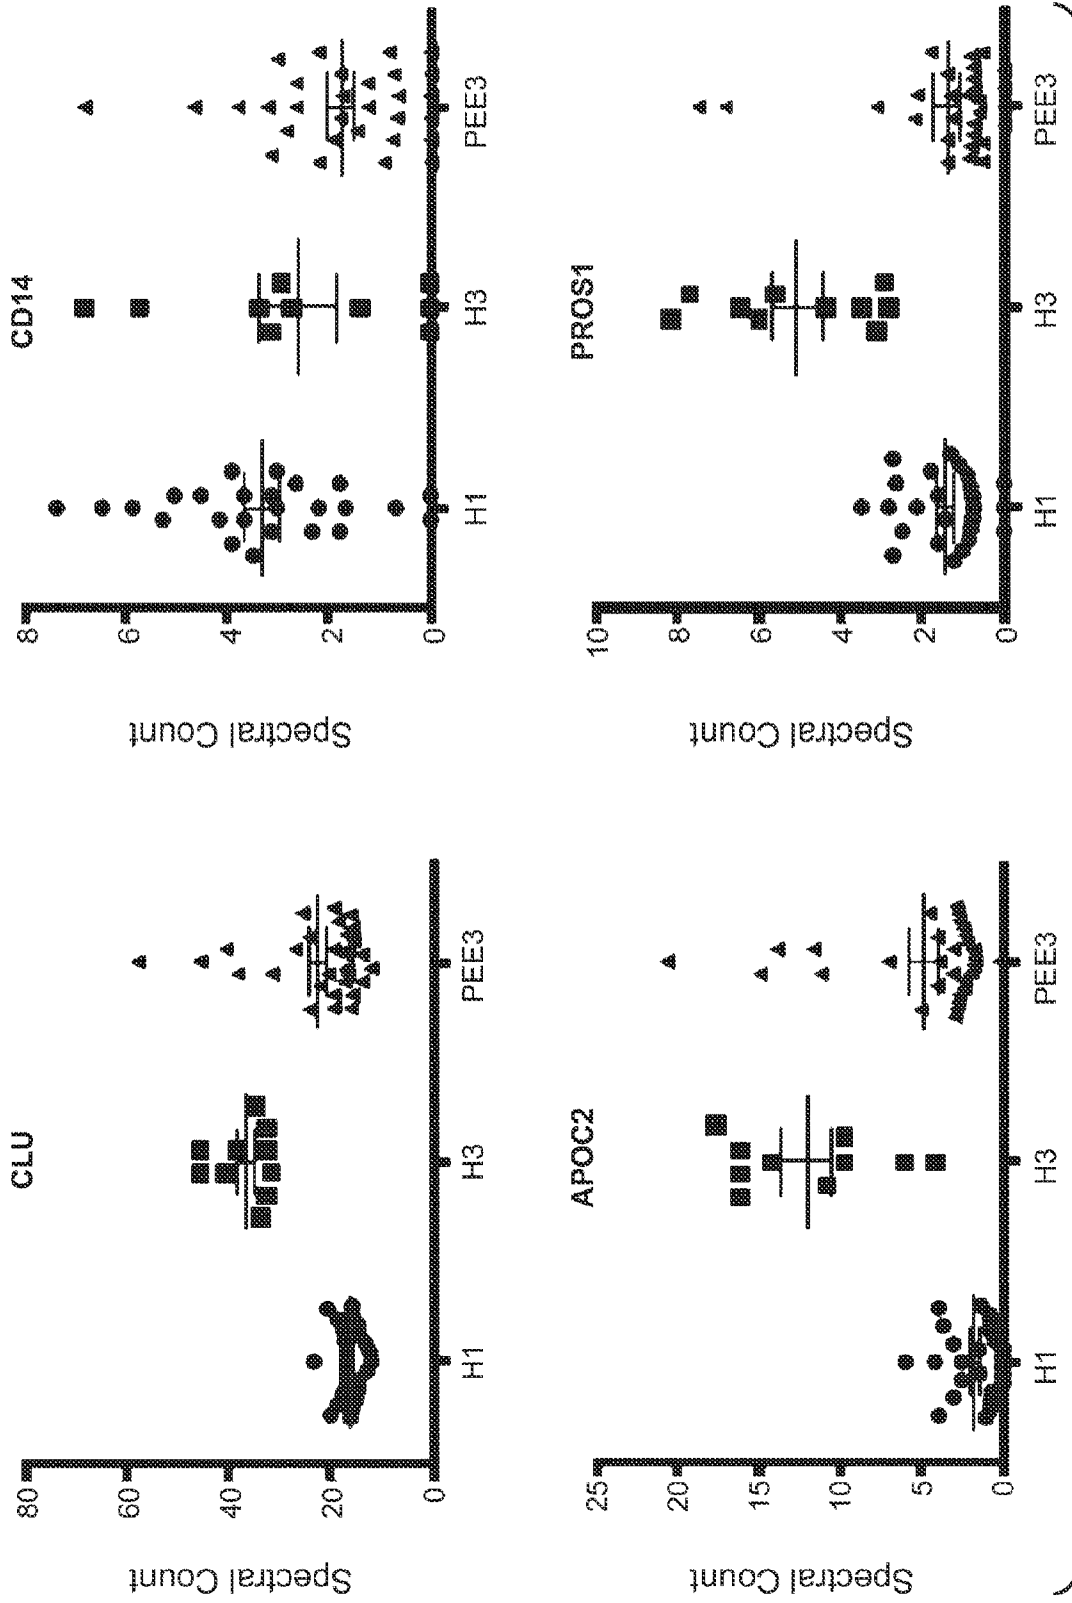 CLU
Spectral Count
80
60
40
20
0
H1
H3
PEE3
CD14
Spectral Count
8
6
4
2
0
H1
H3
PEE3
APOC2
Spectral Count
25
20
15
10
5
0
H1
H3
PEE3
PROS1
Spectral Count
10
8
6
4
2
0
H1
H3
PEE3